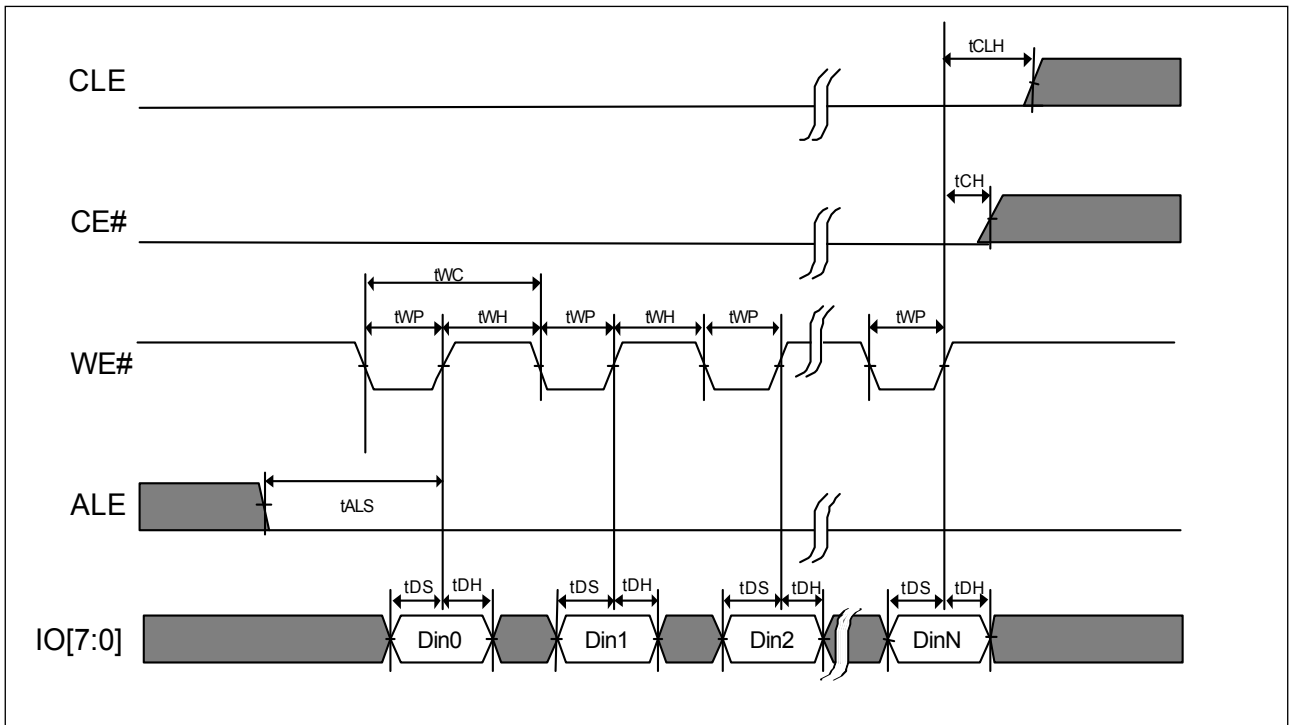 tCLH
CLE
tCH
CE#
tWC
tWP tWH tWP tWH tWP tWP
WE#
ALE
tALS
tDS tDH tDS tDH tDS tDH tDS tDH
IO[7:0] Din0 Din1 Din2 DinN